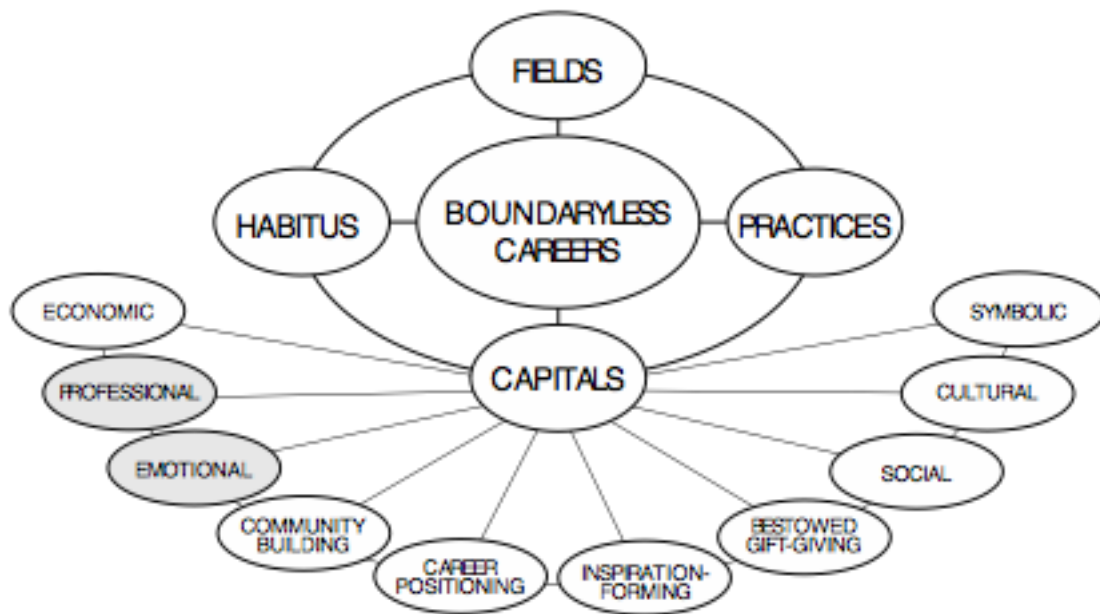 FIELDS
HABITUS
BOUNDARYLESS
CAREERS
PRACTICES
ECONOMIC
SYMBOLIC
CAPITALS
PROFESSIONAL
CULTURAL
EMOTIONAL
SOCIAL
COMMUNITY
BUILDING
BESTOWED
GIFT-GIVING
CAREER
POSITIONING
INSPIRATION-
FORMING